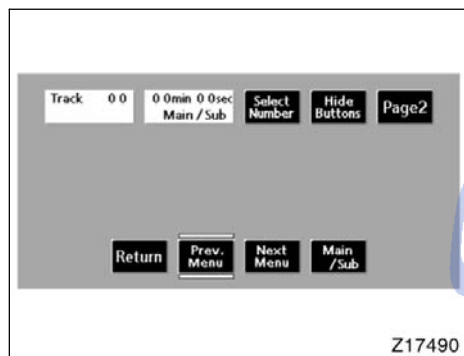 Track 0 0
0 0min 0 0sec
Main / Sub
Select
Number
Hide
Buttons
Page2
Return
Prev.
Menu
Next
Menu
Main
/Sub
Z17490